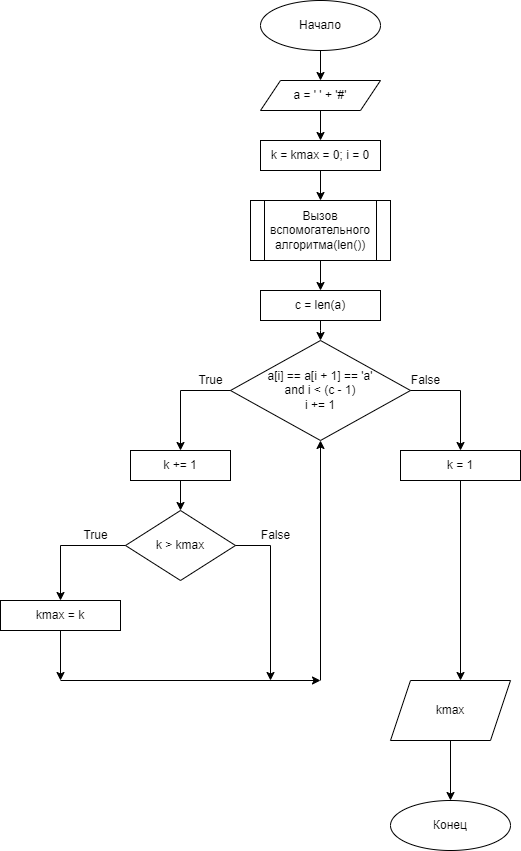 Начало
a = ' ' + '#'
k = kmax = 0; i = 0
Вызов
вспомогательного
алгоритма(len())
c = len(a)
True
a[i] == a[i + 1] == 'a'
and i < (c - 1)
i += 1
False
k += 1
k = 1
True
k > kmax
False
kmax = k
kmax
Конец